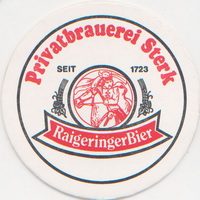 Privatbrauerei Sterk
SEIT 1723
RaigeringerBier